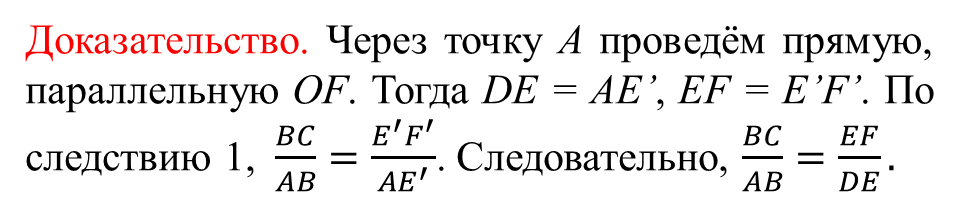 Доказательство. Через точку A проведём прямую,
параллельную OF. Тогда DE = AE’, EF = E’F’. По
следствию 1, BC/AB = E′F′/AE′. Следовательно, BC/AB = EF/DE.